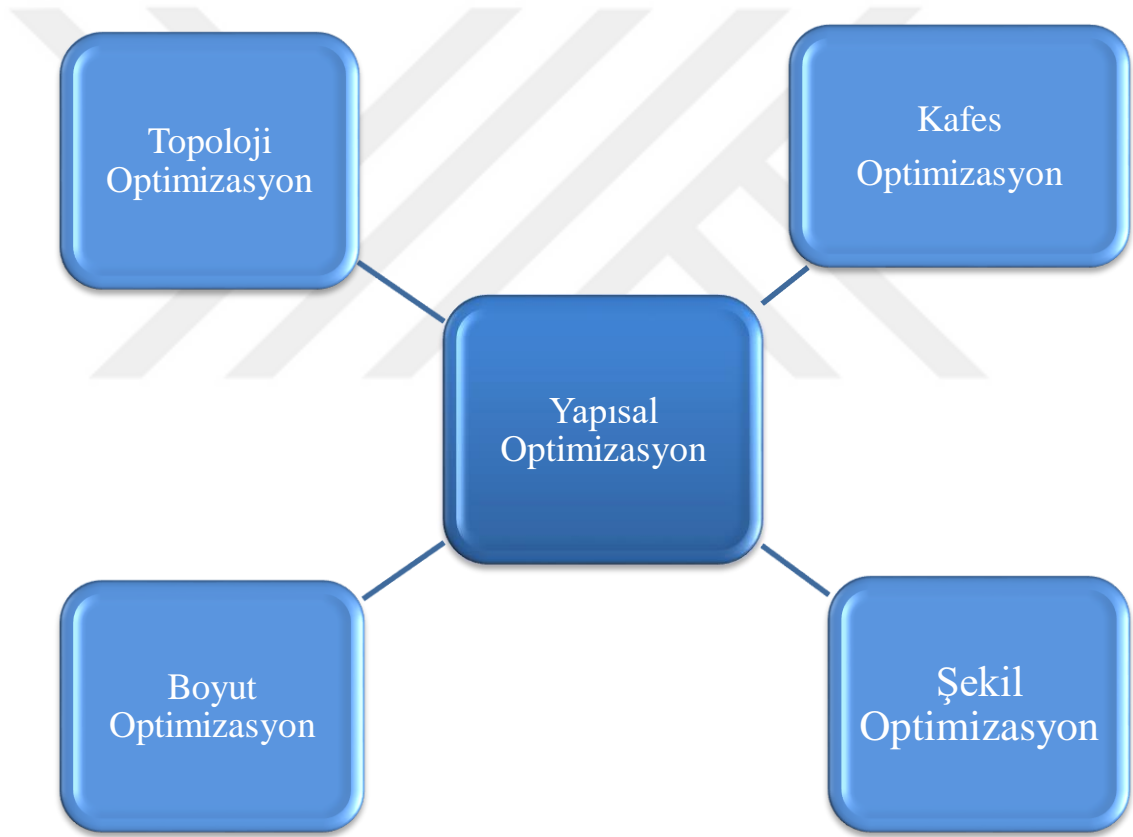 Topoloji
Optimizasyon
Kafes
Optimizasyon
Yapısal
Optimizasyon
Boyut
Optimizasyon
Şekil
Optimizasyon